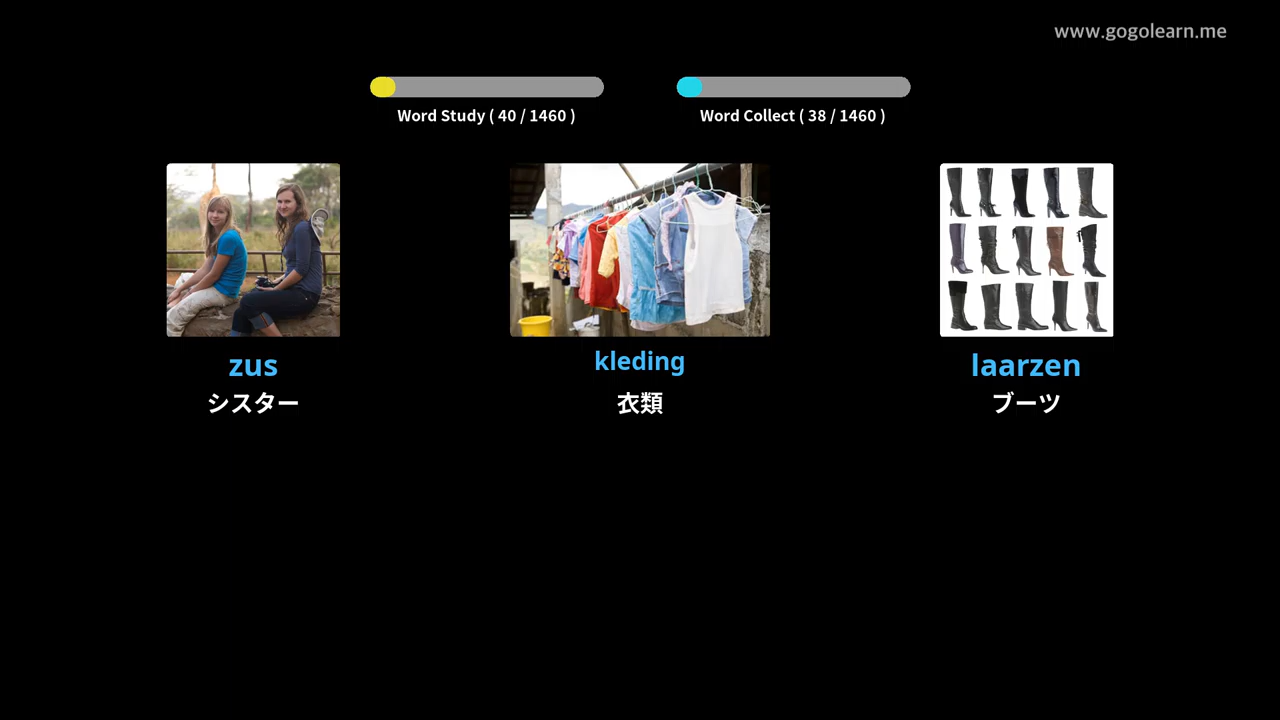 www.gogolearn.me
Word Study ( 40 / 1460 )
Word Collect ( 38 / 1460 )
zus
シスター
kleding
衣類
laarzen
ブーツ